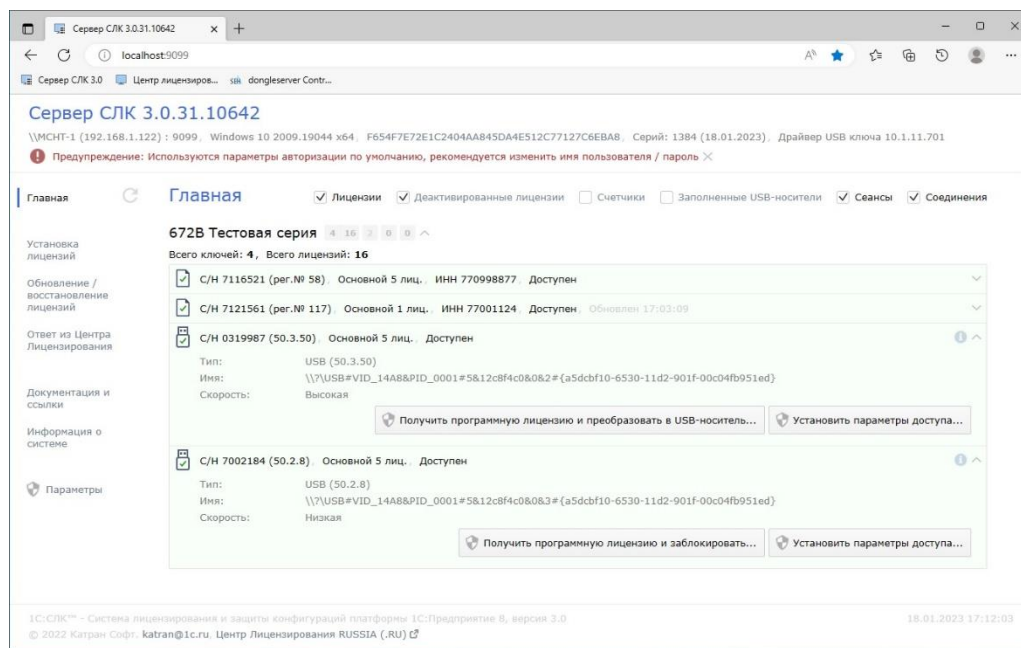 Сервер СЛК 3.0.31.10642
localhost:9099
Сервер СЛК 3.0 Центр лицензиров... SEH dongleserver Contr...
Сервер СЛК 3.0.31.10642
\\MCHT-1 (192.168.1.122) : 9099, Windows 10 2009.19044 x64, F654F7E72E1C2404AA845DA4E512C77127C6EBA8, Серий: 1384 (18.01.2023), Драйвер USB ключа 10.1.11.701
Предупреждение: Используются параметры авторизации по умолчанию, рекомендуется изменить имя пользователя / пароль
Главная
Установка
лицензий
Обновление /
восстановление
лицензий
Ответ из Центра
Лицензирования
Документация и
ссылки
Информация о
системе
Параметры
Главная Лицензии Деактивированные лицензии Счетчики Заполненные USB-носители Сеансы Соединения
672B Тестовая серия 4 16 2 0 0
Всего ключей: 4, Всего лицензий: 16
С/Н 7116521 (рег.№ 58), Основной 5 лиц., ИНН 770998877, Доступен
С/Н 7121561 (рег.№ 117), Основной 1 лиц., ИНН 77001124, Доступен, Обновлен 17:03:09
С/Н 0319987 (50.3.50), Основной 5 лиц., Доступен
Тип: USB (50.3.50)
Имя: \\?\USB#VID_14A8&PID_0001#5&12c8f4c0&0&2#{a5dcbf10-6530-11d2-901f-00c04fb951ed}
Скорость: Высокая
Получить программную лицензию и преобразовать в USB-носитель... Установить параметры доступа...
С/Н 7002184 (50.2.8), Основной 5 лиц., Доступен
Тип: USB (50.2.8)
Имя: \\?\USB#VID_14A8&PID_0001#5&12c8f4c0&0&3#{a5dcbf10-6530-11d2-901f-00c04fb951ed}
Скорость: Низкая
Получить программную лицензию и заблокировать... Установить параметры доступа...
1С:СЛК™ - Система лицензирования и защиты конфигураций платформы 1С:Предприятие 8, версия 3.0 18.01.2023 17:12:03
© 2022 Катран Софт, katran@1c.ru, Центр Лицензирования RUSSIA (.RU)